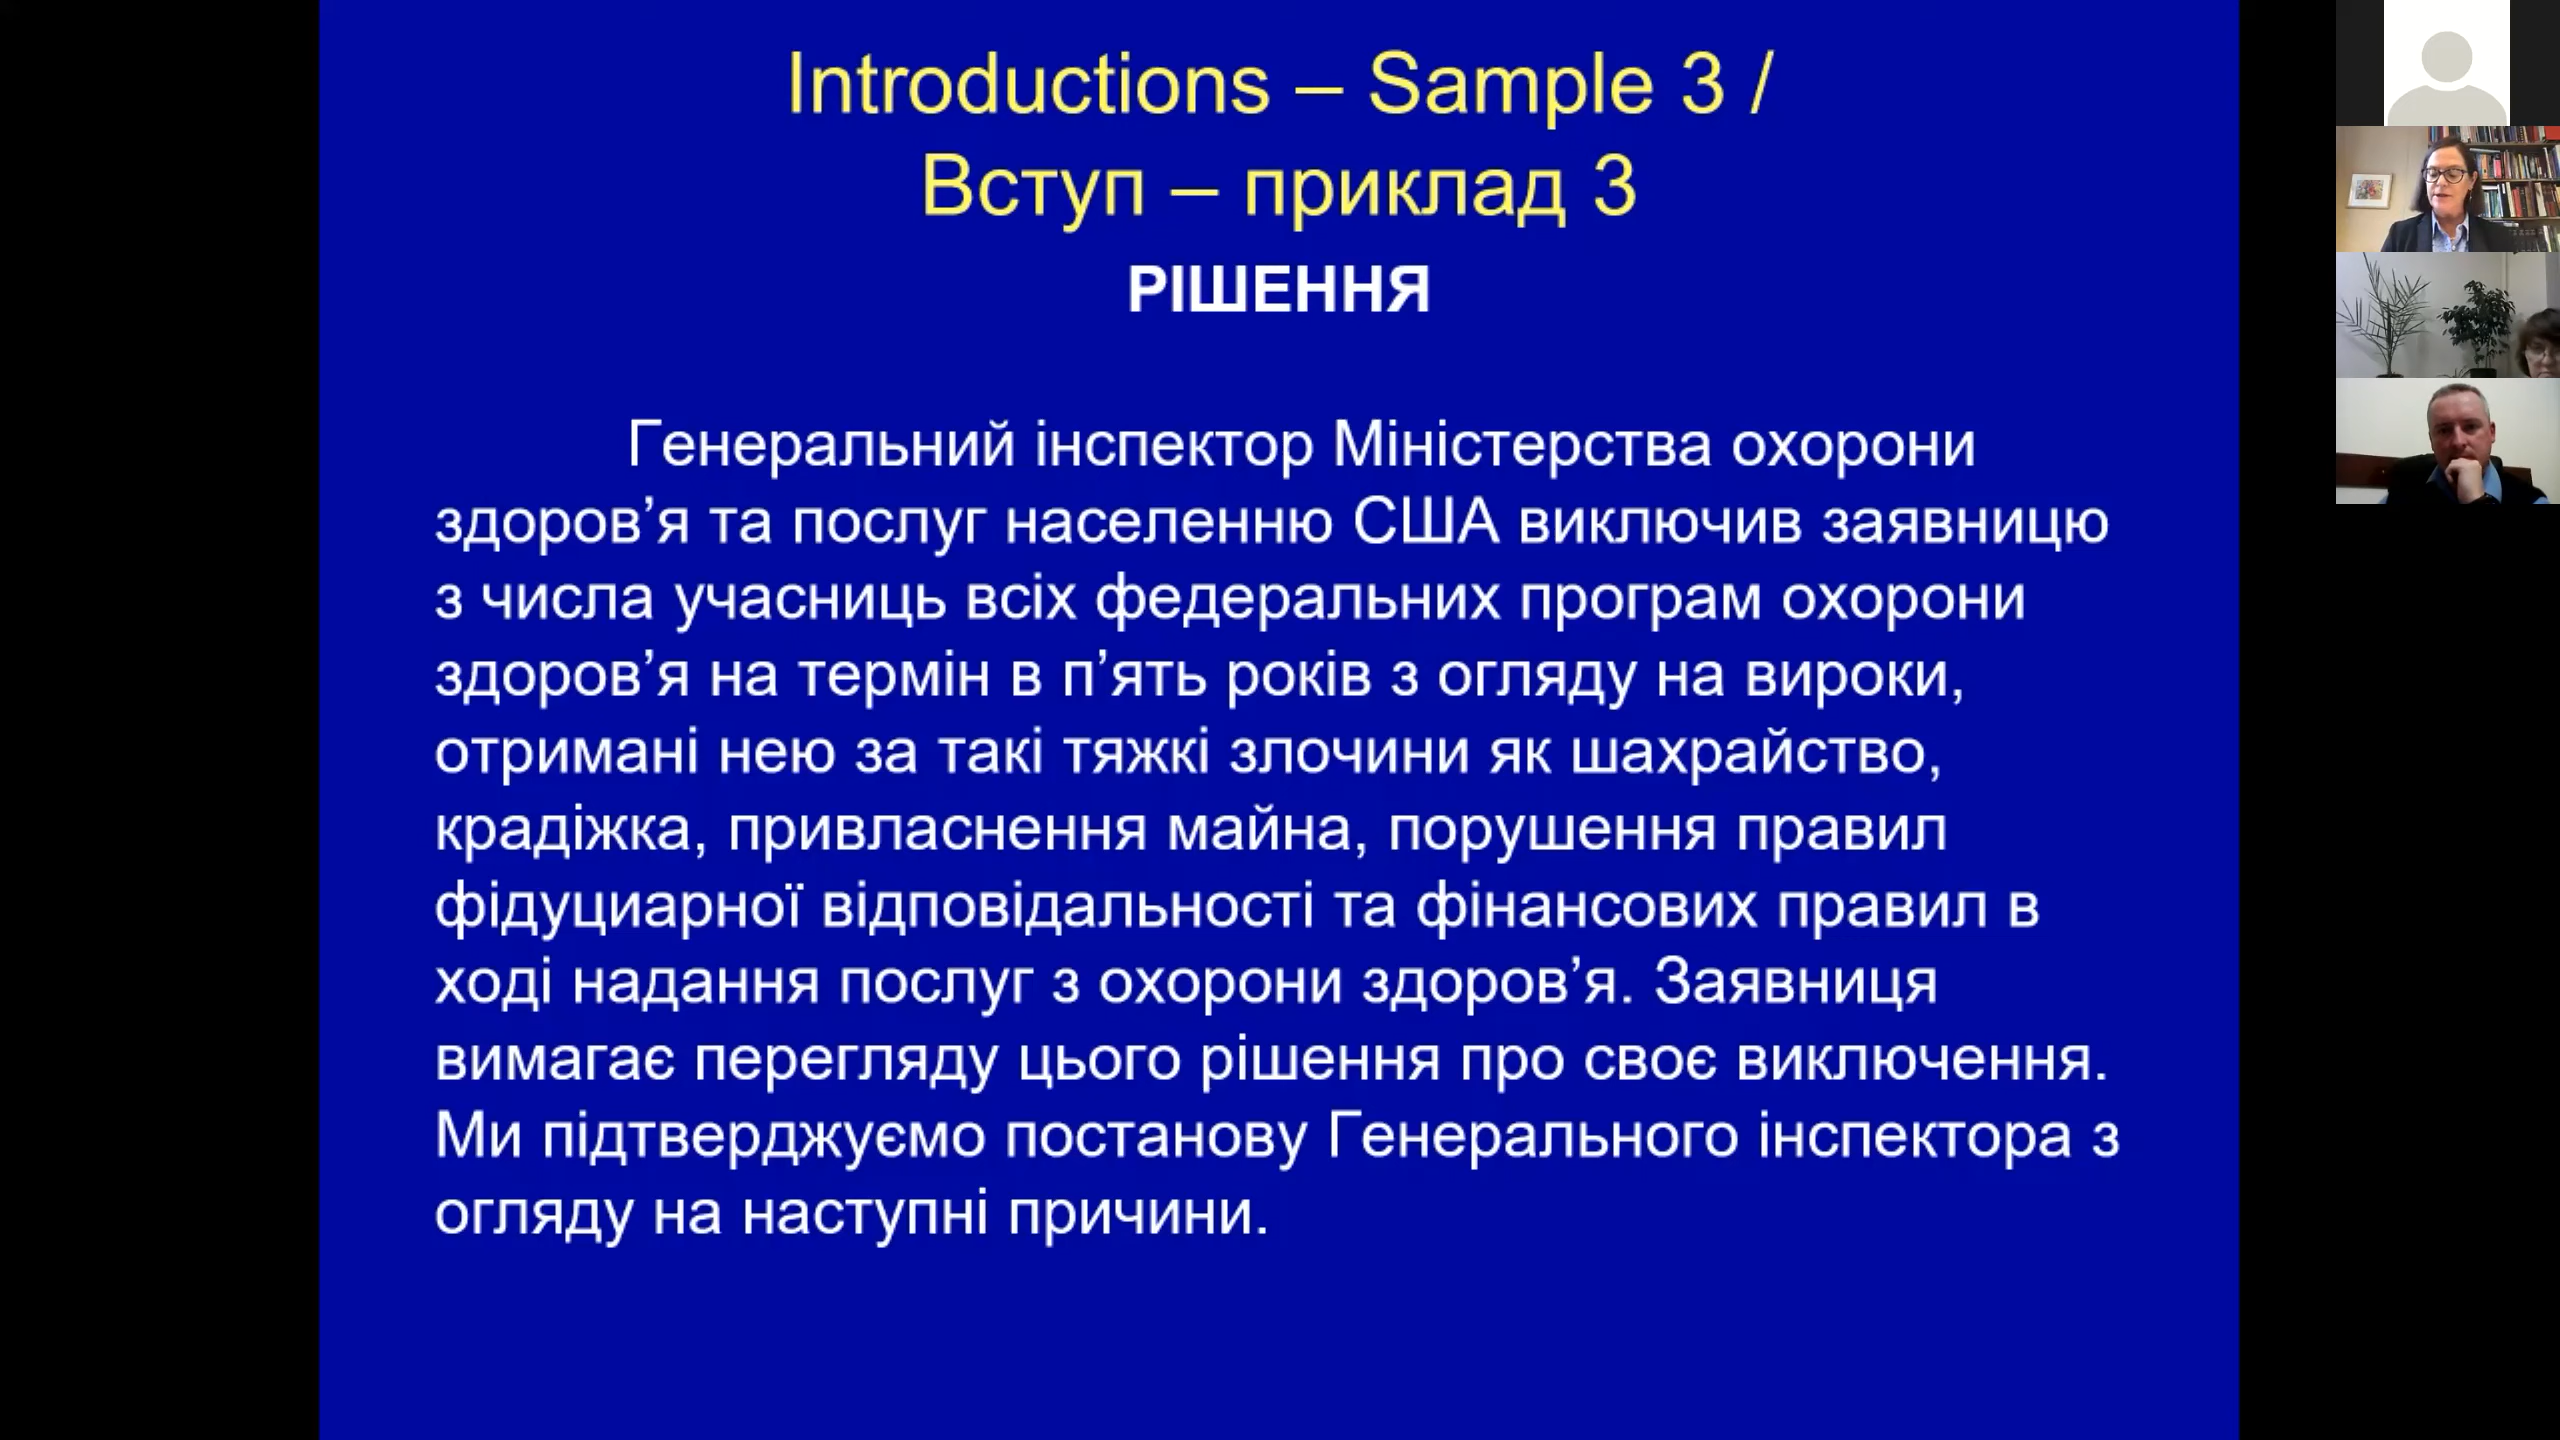 Introductions – Sample 3 /
Вступ – приклад 3
РІШЕННЯ
Генеральний інспектор Міністерства охорони
здоров’я та послуг населенню США виключив заявницю
з числа учасниць всіх федеральних програм охорони
здоров’я на термін в п’ять років з огляду на вироки,
отримані нею за такі тяжкі злочини як шахрайство,
крадіжка, привласнення майна, порушення правил
фідуциарної відповідальності та фінансових правил в
ході надання послуг з охорони здоров’я. Заявниця
вимагає перегляду цього рішення про своє виключення.
Ми підтверджуємо постанову Генерального інспектора з
огляду на наступні причини.